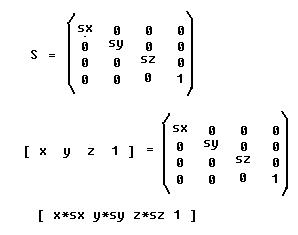 sx 0 0 0
S = 0 sy 0 0
0 0 sz 0
0 0 0 1
sx 0 0 0
[ x y z 1 ] = 0 sy 0 0
0 0 sz 0
0 0 0 1
[ x*sx y*sy z*sz 1 ]